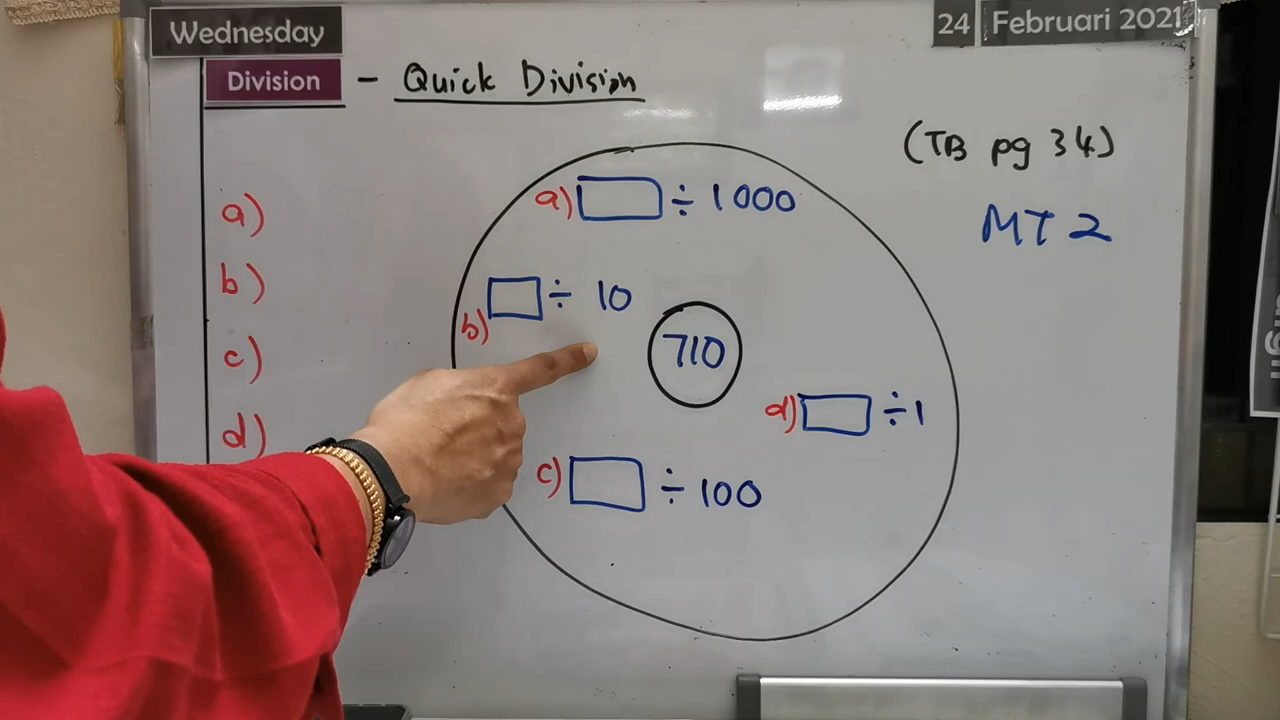 Wednesday
24 Februari 2021
Division - Quick Division
(TB pg 34)
MT 2
a)
b)
c)
d)
a) ÷ 1000
b) ÷ 10
710
d) ÷ 1
c) ÷ 100